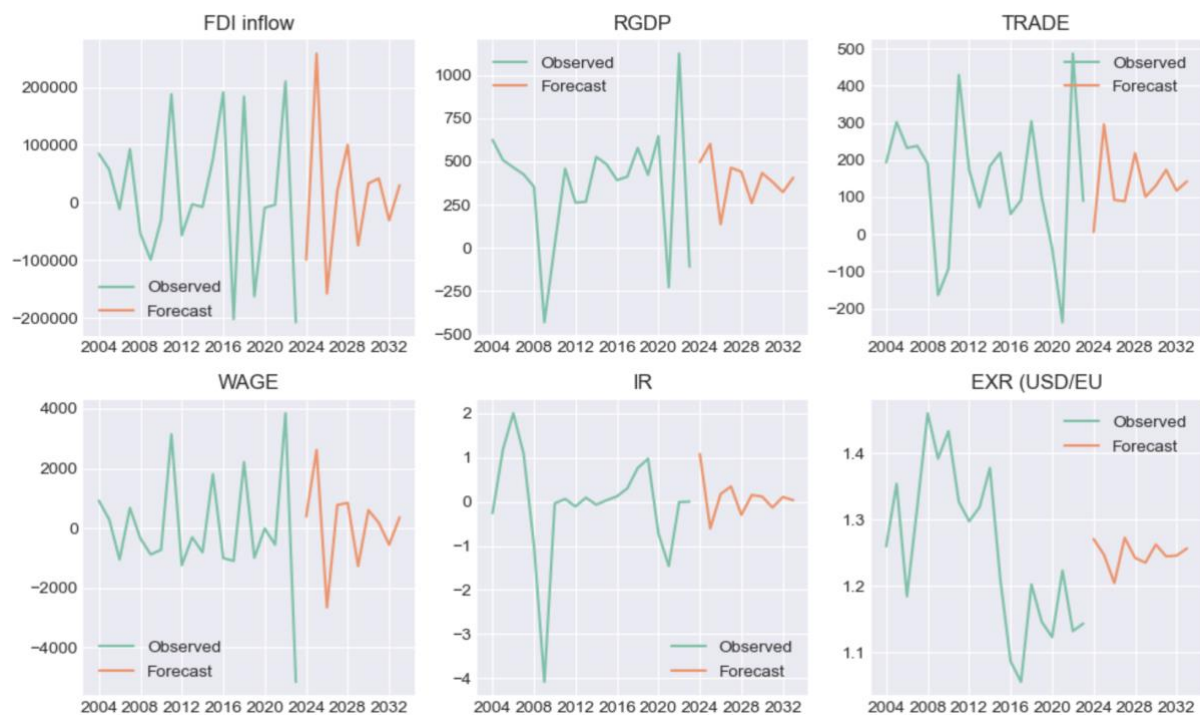 FDI inflow
200000
100000
0
−100000
−200000
Observed
Forecast
2004 2008 2012 2016 2020 2024 2028 2032
RGDP
Observed
Forecast
1000
750
500
250
0
−250
−500
2004 2008 2012 2016 2020 2024 2028 2032
TRADE
Observed
Forecast
500
400
300
200
100
0
−100
−200
2004 2008 2012 2016 2020 2024 2028 2032
WAGE
4000
2000
0
−2000
−4000
Observed
Forecast
2004 2008 2012 2016 2020 2024 2028 2032
IR
2
1
0
−1
−2
−3
−4
Observed
Forecast
2004 2008 2012 2016 2020 2024 2028 2032
EXR (USD/EU
Observed
Forecast
1.4
1.3
1.2
1.1
2004 2008 2012 2016 2020 2024 2028 2032